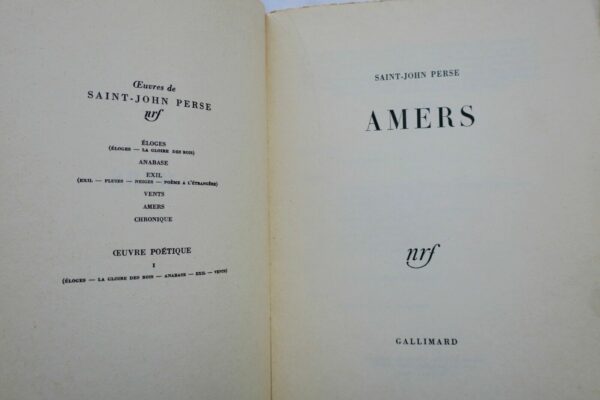 Œuvres de
SAINT-JOHN PERSE
nrf
ÉLOGES
(ÉLOGES — LA GLOIRE DES ROIS)
ANABASE
EXIL
(EXIL — PLUIES — NEIGES — POÈME A L'ÉTRANGÈRE)
VENTS
AMERS
CHRONIQUE
ŒUVRE POÉTIQUE
I
(ÉLOGES — LA GLOIRE DES ROIS — ANABASE — EXIL — VENTS)
SAINT-JOHN PERSE
AMERS
nrf
GALLIMARD